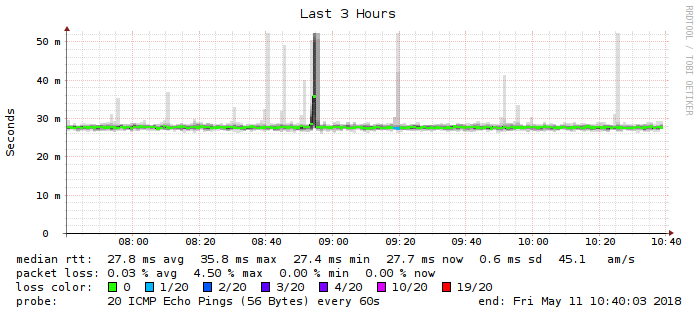 Last 3 Hours
RRDTOOL / TOBI OETIKER
Seconds
50 m
40 m
30 m
20 m
10 m
0
08:00 08:20 08:40 09:00 09:20 09:40 10:00 10:20 10:40
median rtt: 27.8 ms avg 35.8 ms max 27.4 ms min 27.7 ms now 0.6 ms sd 45.1 am/s
packet loss: 0.03 % avg 4.50 % max 0.00 % min 0.00 % now
loss color: 0 1/20 2/20 3/20 4/20 10/20 19/20
probe: 20 ICMP Echo Pings (56 Bytes) every 60s end: Fri May 11 10:40:03 2018